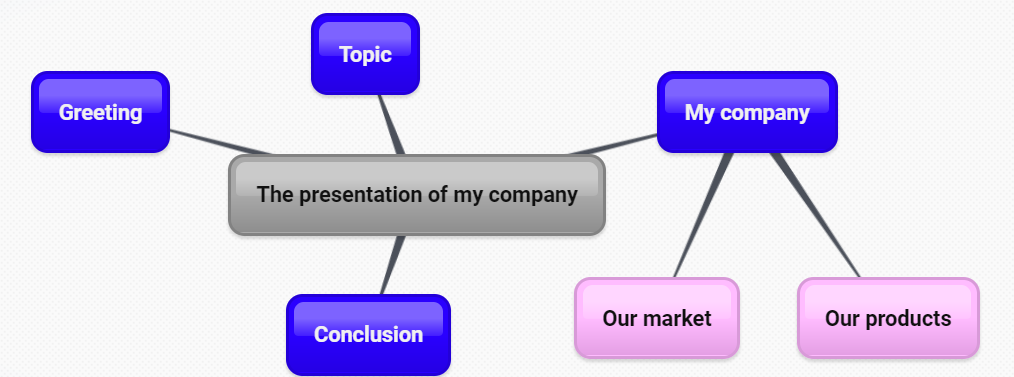 Topic
Greeting
My company
The presentation of my company
Our market
Our products
Conclusion